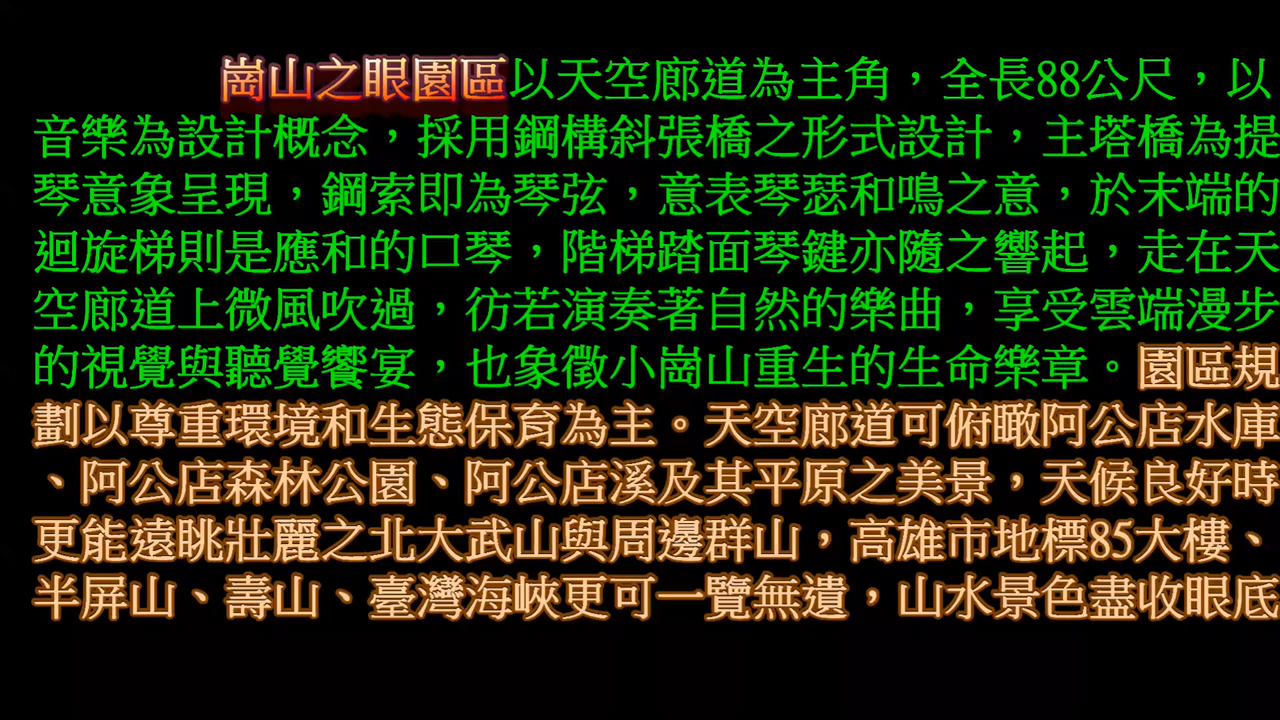 崗山之眼園區以天空廊道為主角，全長88公尺，以
音樂為設計概念，採用鋼構斜張橋之形式設計，主塔橋為提
琴意象呈現，鋼索即為琴弦，意表琴瑟和鳴之意，於末端的
迴旋梯則是應和的口琴，階梯踏面琴鍵亦隨之響起，走在天
空廊道上微風吹過，彷若演奏著自然的樂曲，享受雲端漫步
的視覺與聽覺饗宴，也象徵小崗山重生的生命樂章。園區規
劃以尊重環境和生態保育為主。天空廊道可俯瞰阿公店水庫
、阿公店森林公園、阿公店溪及其平原之美景，天候良好時
更能遠眺壯麗之北大武山與周邊群山，高雄市地標85大樓、
半屏山、壽山、臺灣海峽更可一覽無遺，山水景色盡收眼底